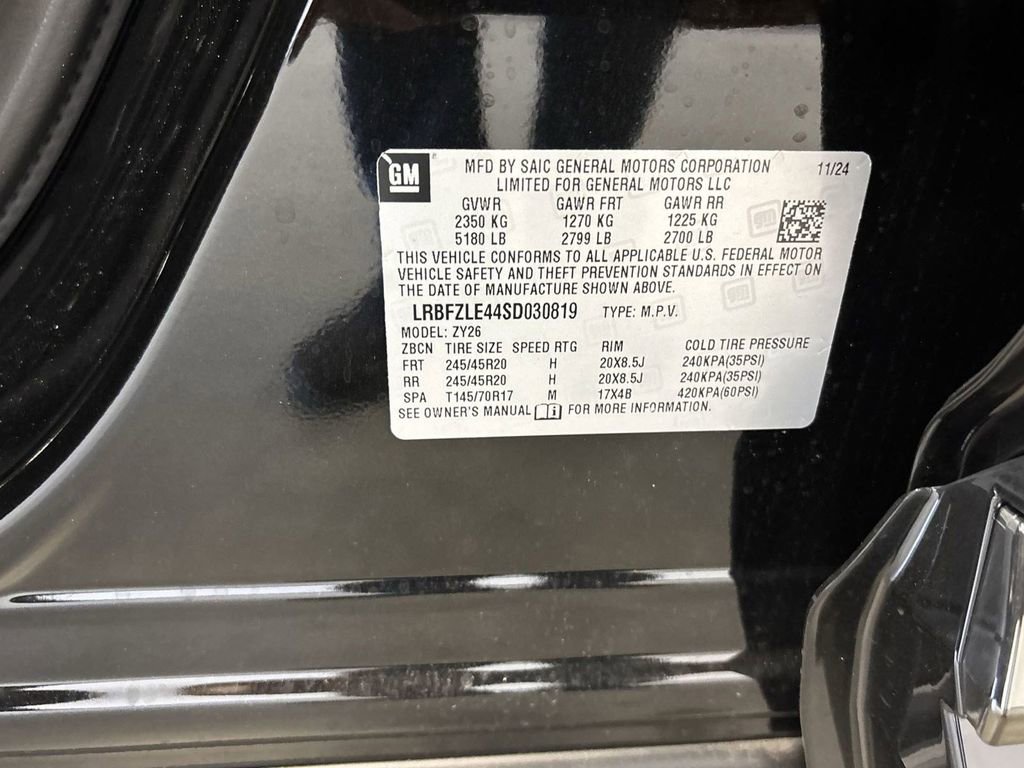 GM
MFD BY SAIC GENERAL MOTORS CORPORATION 11/24
LIMITED FOR GENERAL MOTORS LLC
GVWR GAWR FRT GAWR RR
2350 KG 1270 KG 1225 KG
5180 LB 2799 LB 2700 LB
THIS VEHICLE CONFORMS TO ALL APPLICABLE U.S. FEDERAL MOTOR
VEHICLE SAFETY AND THEFT PREVENTION STANDARDS IN EFFECT ON
THE DATE OF MANUFACTURE SHOWN ABOVE.
LRBFZLE44SD030819 TYPE: M.P.V.
MODEL: ZY26
ZBCN TIRE SIZE SPEED RTG RIM COLD TIRE PRESSURE
FRT 245/45R20 H 20X8.5J 240KPA(35PSI)
RR 245/45R20 H 20X8.5J 240KPA(35PSI)
SPA T145/70R17 M 17X4B 420KPA(60PSI)
SEE OWNER'S MANUAL FOR MORE INFORMATION.